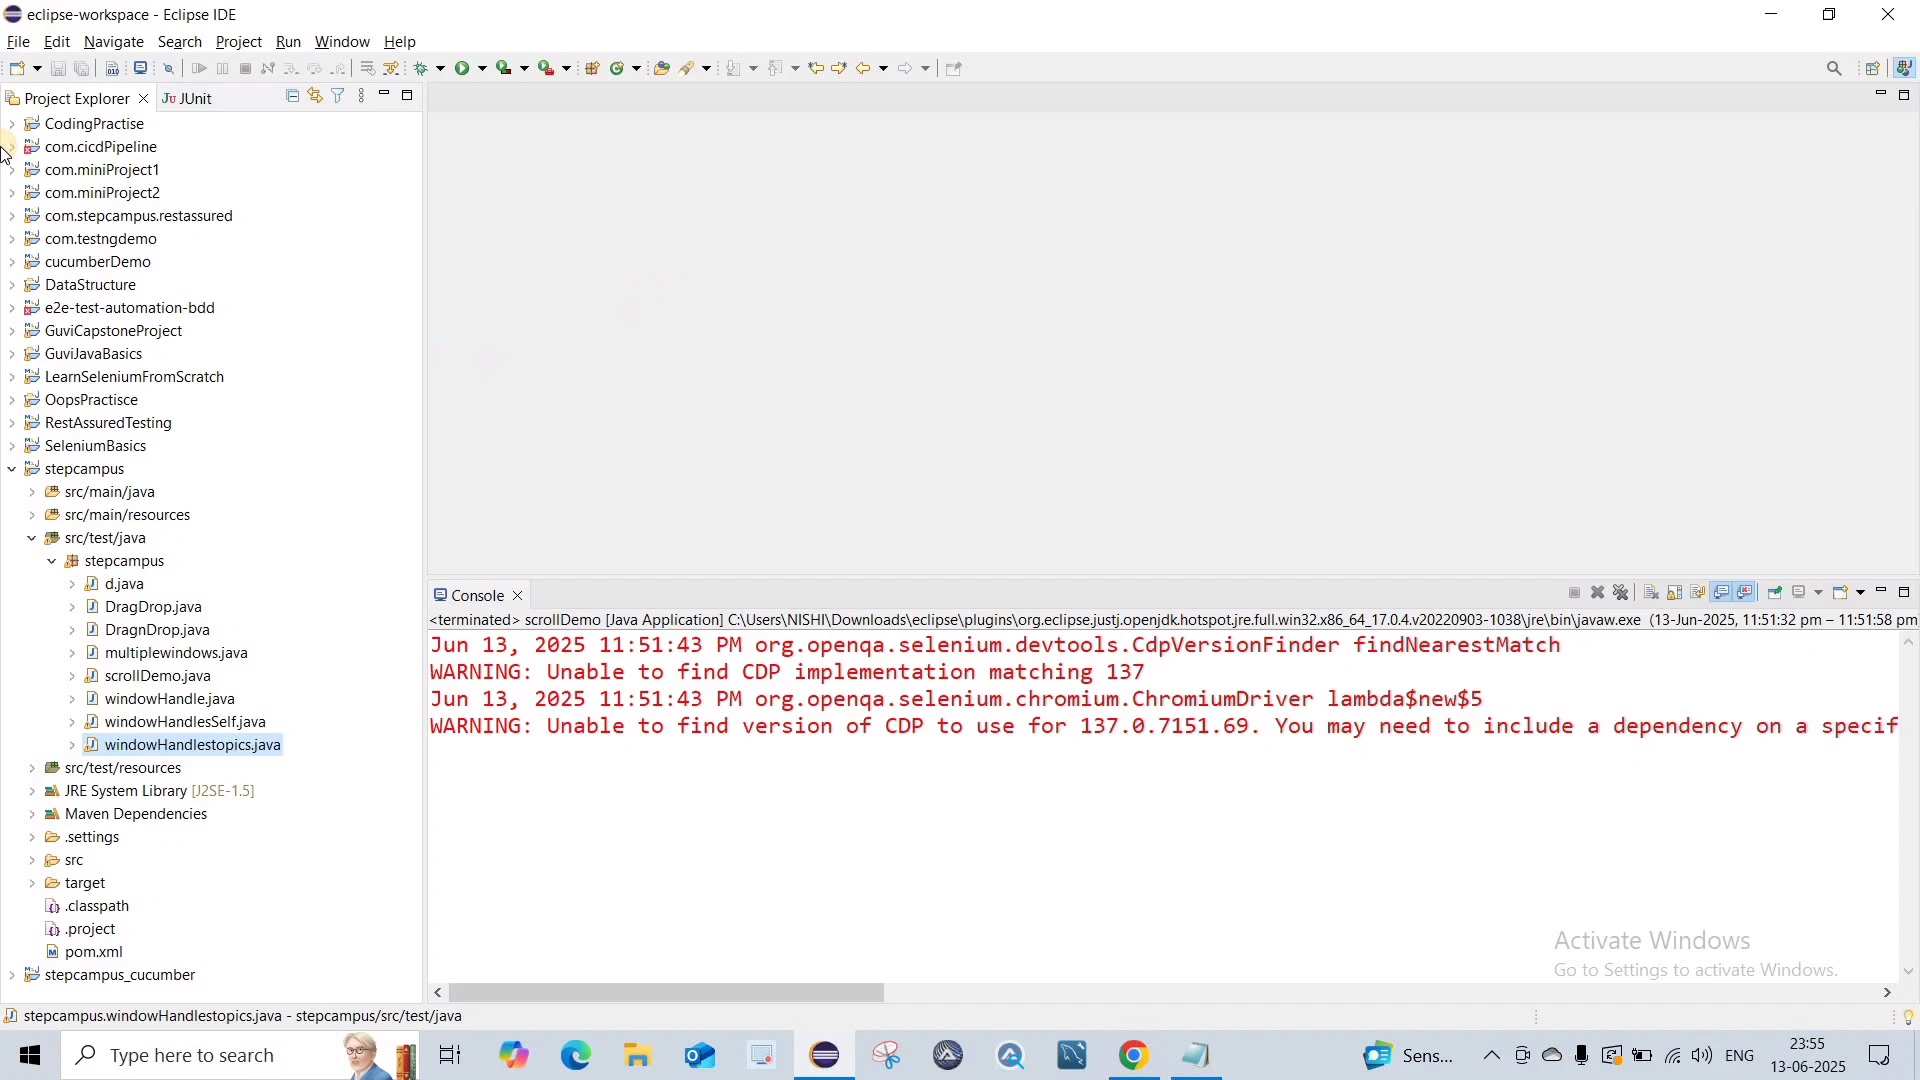 eclipse-workspace - Eclipse IDE
File Edit Navigate Search Project Run Window Help
Project Explorer
JUnit
CodingPractise
com.cicdPipeline
com.miniProject1
com.miniProject2
com.stepcampus.restassured
com.testngdemo
cucumberDemo
DataStructure
e2e-test-automation-bdd
GuviCapstoneProject
GuviJavaBasics
LearnSeleniumFromScratch
OopsPractisce
RestAssuredTesting
SeleniumBasics
stepcampus
src/main/java
src/main/resources
src/test/java
stepcampus
d.java
DragDrop.java
DragnDrop.java
multiplewindows.java
scrollDemo.java
windowHandle.java
windowHandlesSelf.java
windowHandlestopics.java
src/test/resources
JRE System Library [J2SE-1.5]
Maven Dependencies
.settings
src
target
.classpath
.project
pom.xml
stepcampus_cucumber
Console
<terminated> scrollDemo [Java Application] C:\Users\NISHI\Downloads\eclipse\plugins\org.eclipse.justj.openjdk.hotspot.jre.full.win32.x86_64_17.0.4.v20220903-1038\jre\bin\javaw.exe (13-Jun-2025, 11:51:32 pm – 11:51:58 pm
Jun 13, 2025 11:51:43 PM org.openqa.selenium.devtools.CdpVersionFinder findNearestMatch
WARNING: Unable to find CDP implementation matching 137
Jun 13, 2025 11:51:43 PM org.openqa.selenium.chromium.ChromiumDriver lambda$new$5
WARNING: Unable to find version of CDP to use for 137.0.7151.69. You may need to include a dependency on a specif
Activate Windows
Go to Settings to activate Windows.
stepcampus.windowHandlestopics.java - stepcampus/src/test/java
Type here to search
Sens...
ENG
23:55
13-06-2025